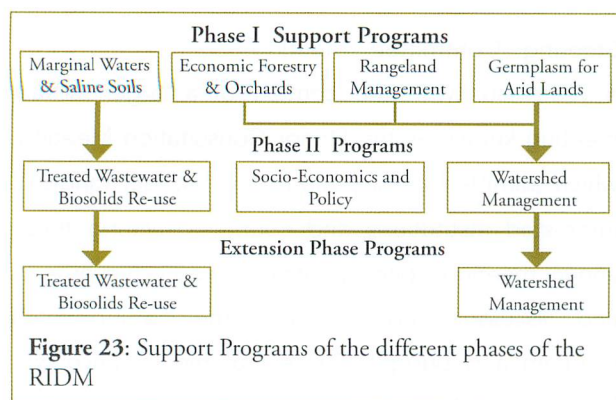 Phase I Support Programs
Marginal Waters
& Saline Soils
Economic Forestry
& Orchards
Rangeland
Management
Germplasm for
Arid Lands
Phase II Programs
Treated Wastewater &
Biosolids Re-use
Socio-Economics and
Policy
Watershed
Management
Extension Phase Programs
Treated Wastewater &
Biosolids Re-use
Watershed
Management
Figure 23: Support Programs of the different phases of the
RIDM